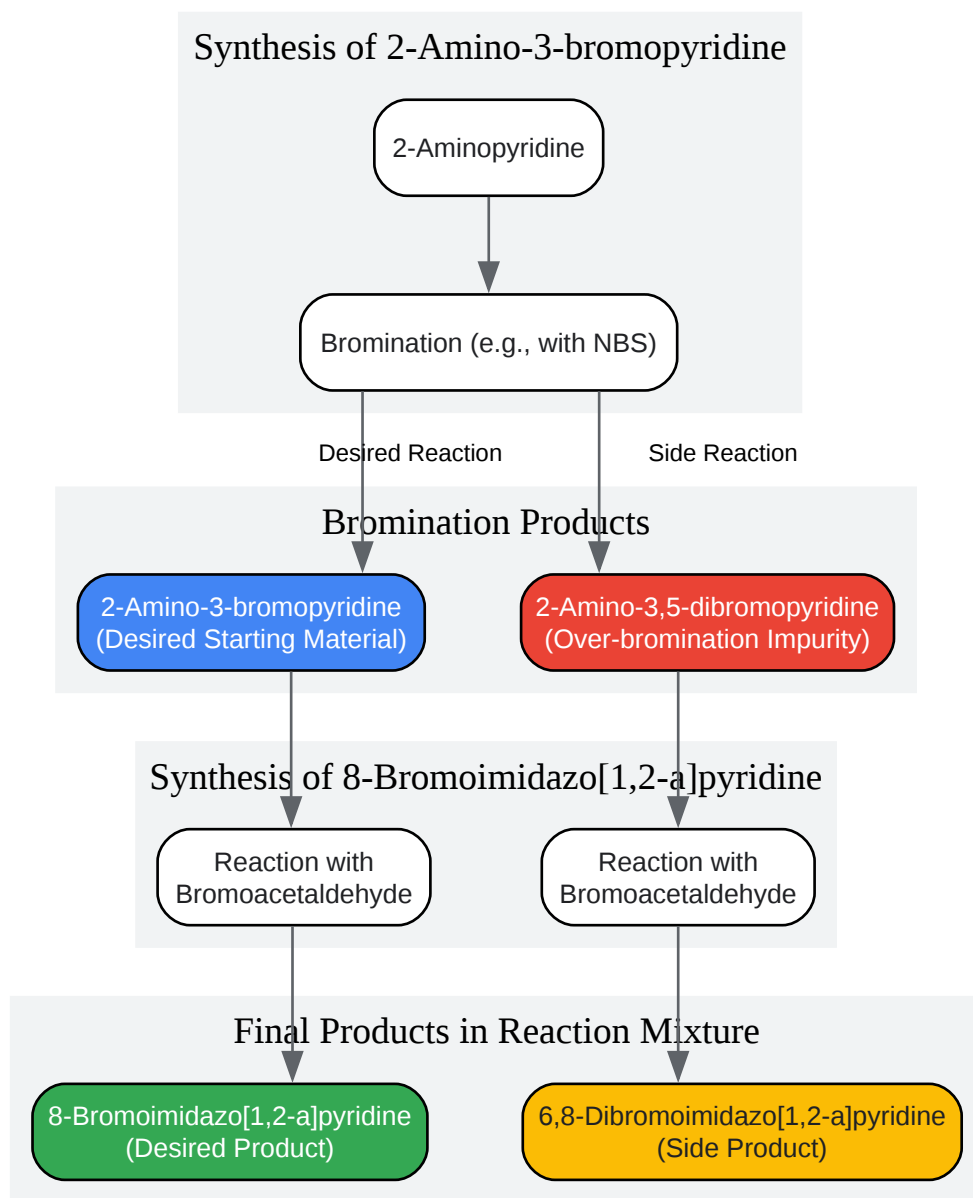 Synthesis of 2-Amino-3-bromopyridine
2-Aminopyridine
Bromination (e.g., with NBS)
Desired Reaction
Side Reaction
Bromination Products
2-Amino-3-bromopyridine
(Desired Starting Material)
2-Amino-3,5-dibromopyridine
(Over-bromination Impurity)
Synthesis of 8-Bromoimidazo[1,2-a]pyridine
Reaction with
Bromoacetaldehyde
Reaction with
Bromoacetaldehyde
Final Products in Reaction Mixture
8-Bromoimidazo[1,2-a]pyridine
(Desired Product)
6,8-Dibromoimidazo[1,2-a]pyridine
(Side Product)